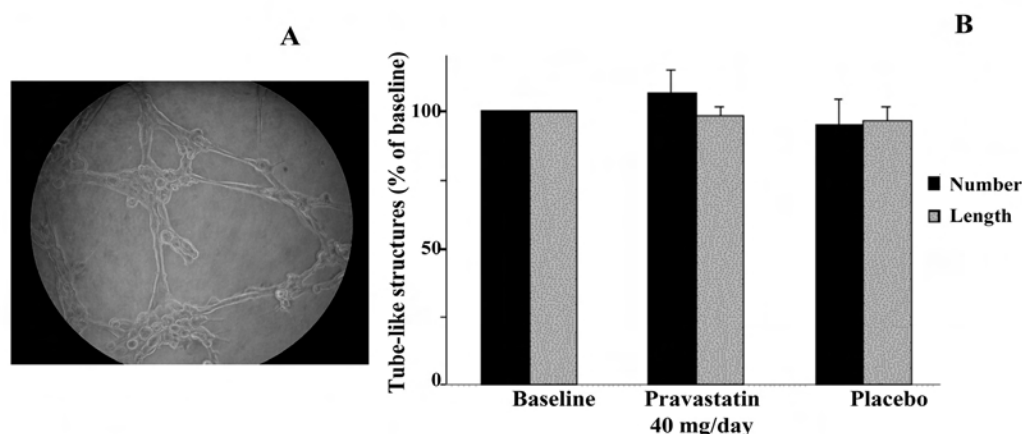 A
B
Tube-like structures (% of baseline)
100
50
0
Baseline
Pravastatin
40 mg/day
Placebo
Number
Length